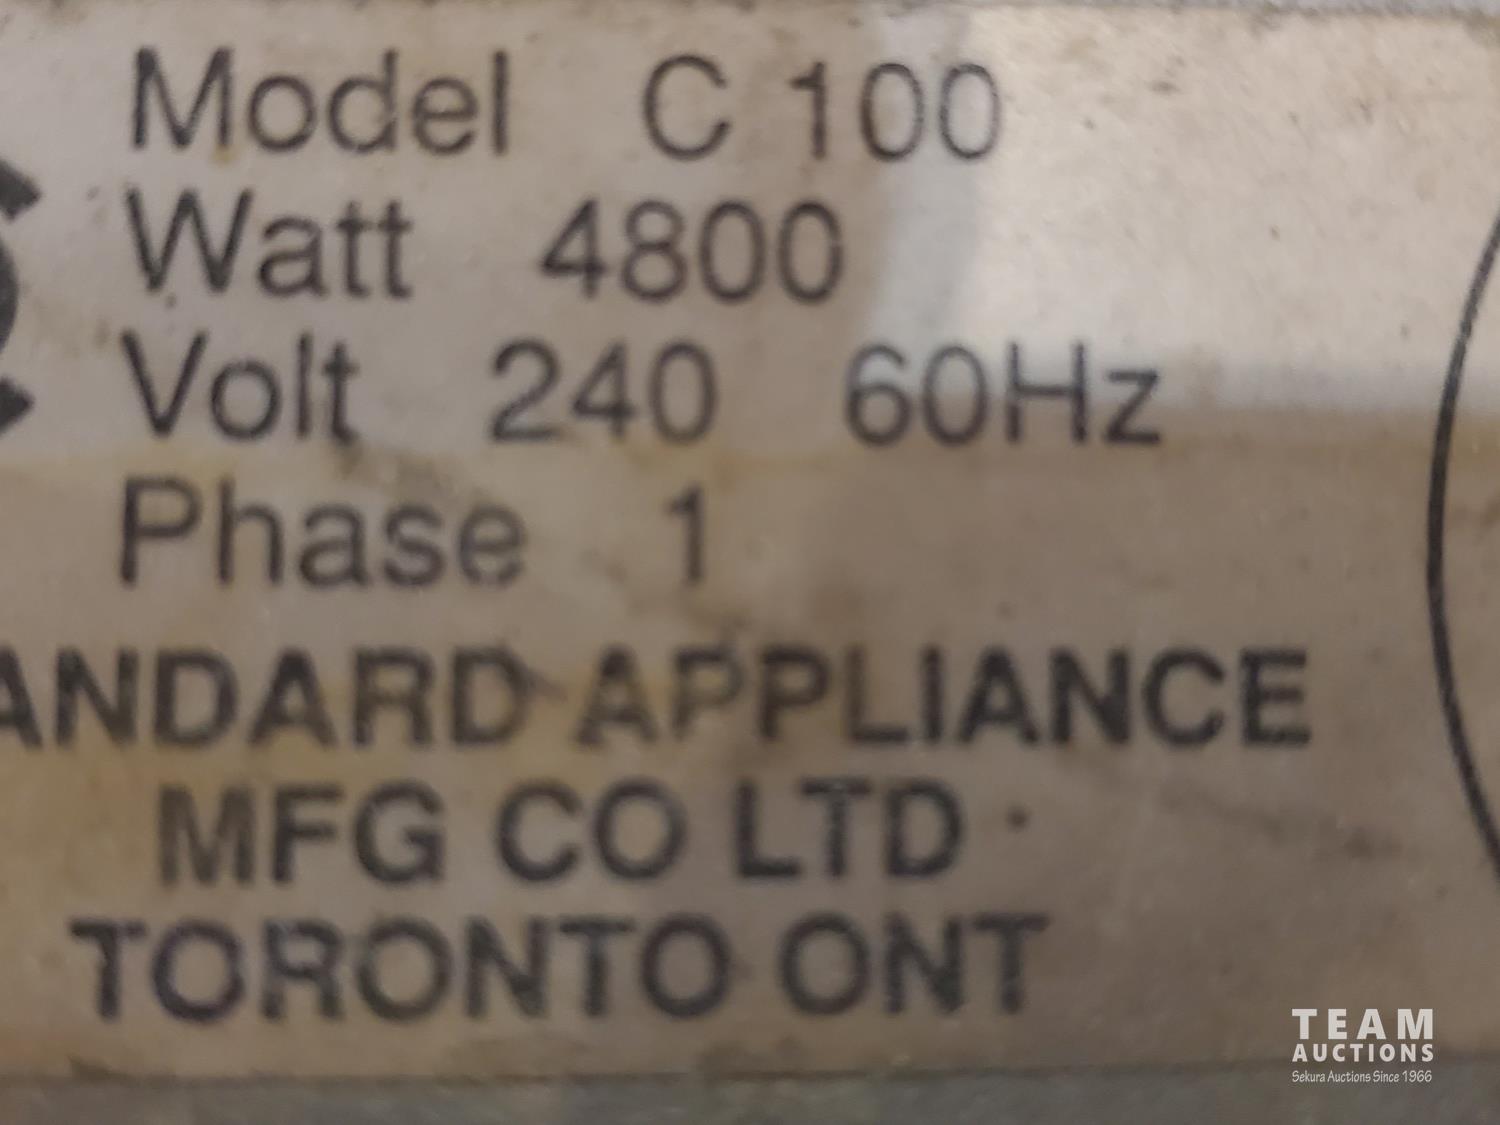 Model C 100
Watt 4800
Volt 240 60Hz
Phase 1
ANDARD APPLIANCE
MFG CO LTD
TORONTO ONT
TEAM
AUCTIONS
Sekura Auctions Since 1966